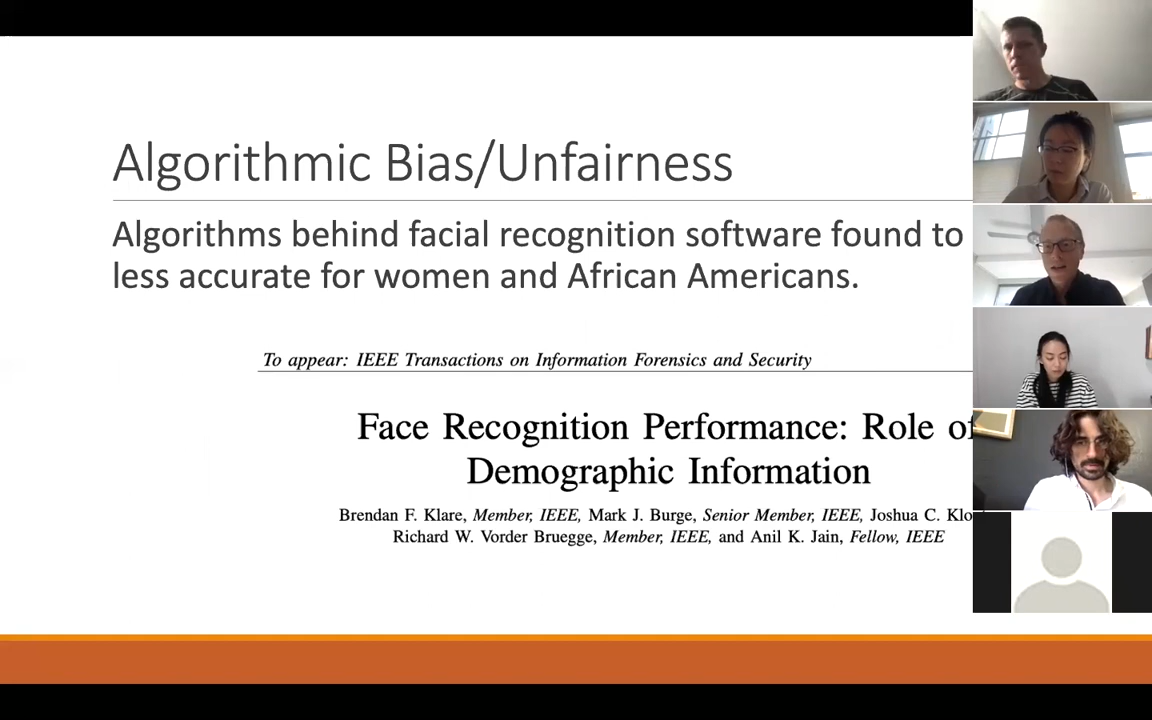 Algorithmic Bias/Unfairness
Algorithms behind facial recognition software found to
less accurate for women and African Americans.
To appear: IEEE Transactions on Information Forensics and Security
Face Recognition Performance: Role of
Demographic Information
Brendan F. Klare, Member, IEEE, Mark J. Burge, Senior Member, IEEE, Joshua C. Klo
Richard W. Vorder Bruegge, Member, IEEE, and Anil K. Jain, Fellow, IEEE